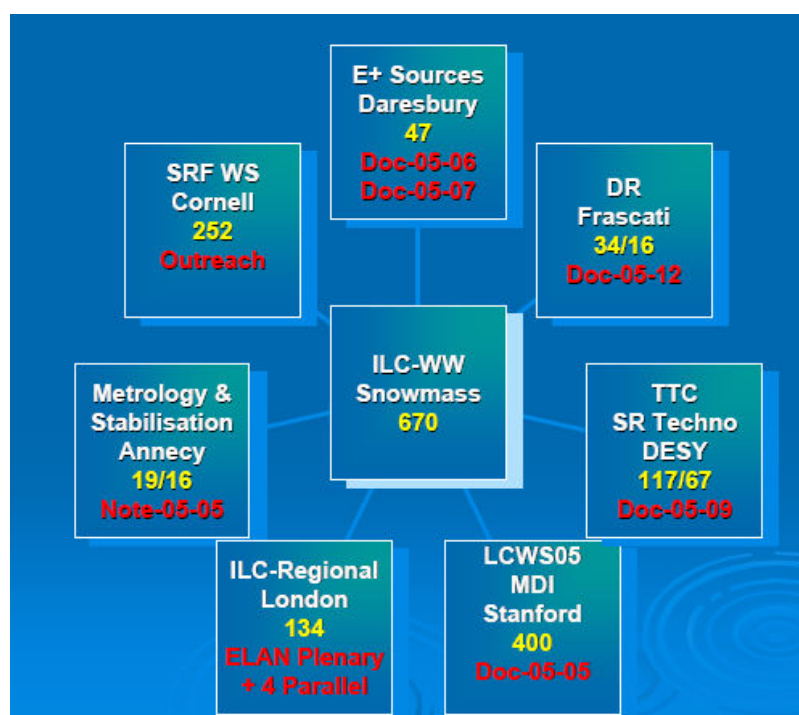 E+ Sources
Daresbury
47
Doc-05-06
Doc-05-07
SRF WS
Cornell
252
Outreach
DR
Frascati
34/16
Doc-05-12
ILC-WW
Snowmass
670
Metrology &
Stabilisation
Annecy
19/16
Note-05-05
TTC
SR Techno
DESY
117/67
Doc-05-09
ILC-Regional
London
134
ELAN Plenary
+ 4 Parallel
LCWS05
MDI
Stanford
400
Doc-05-05